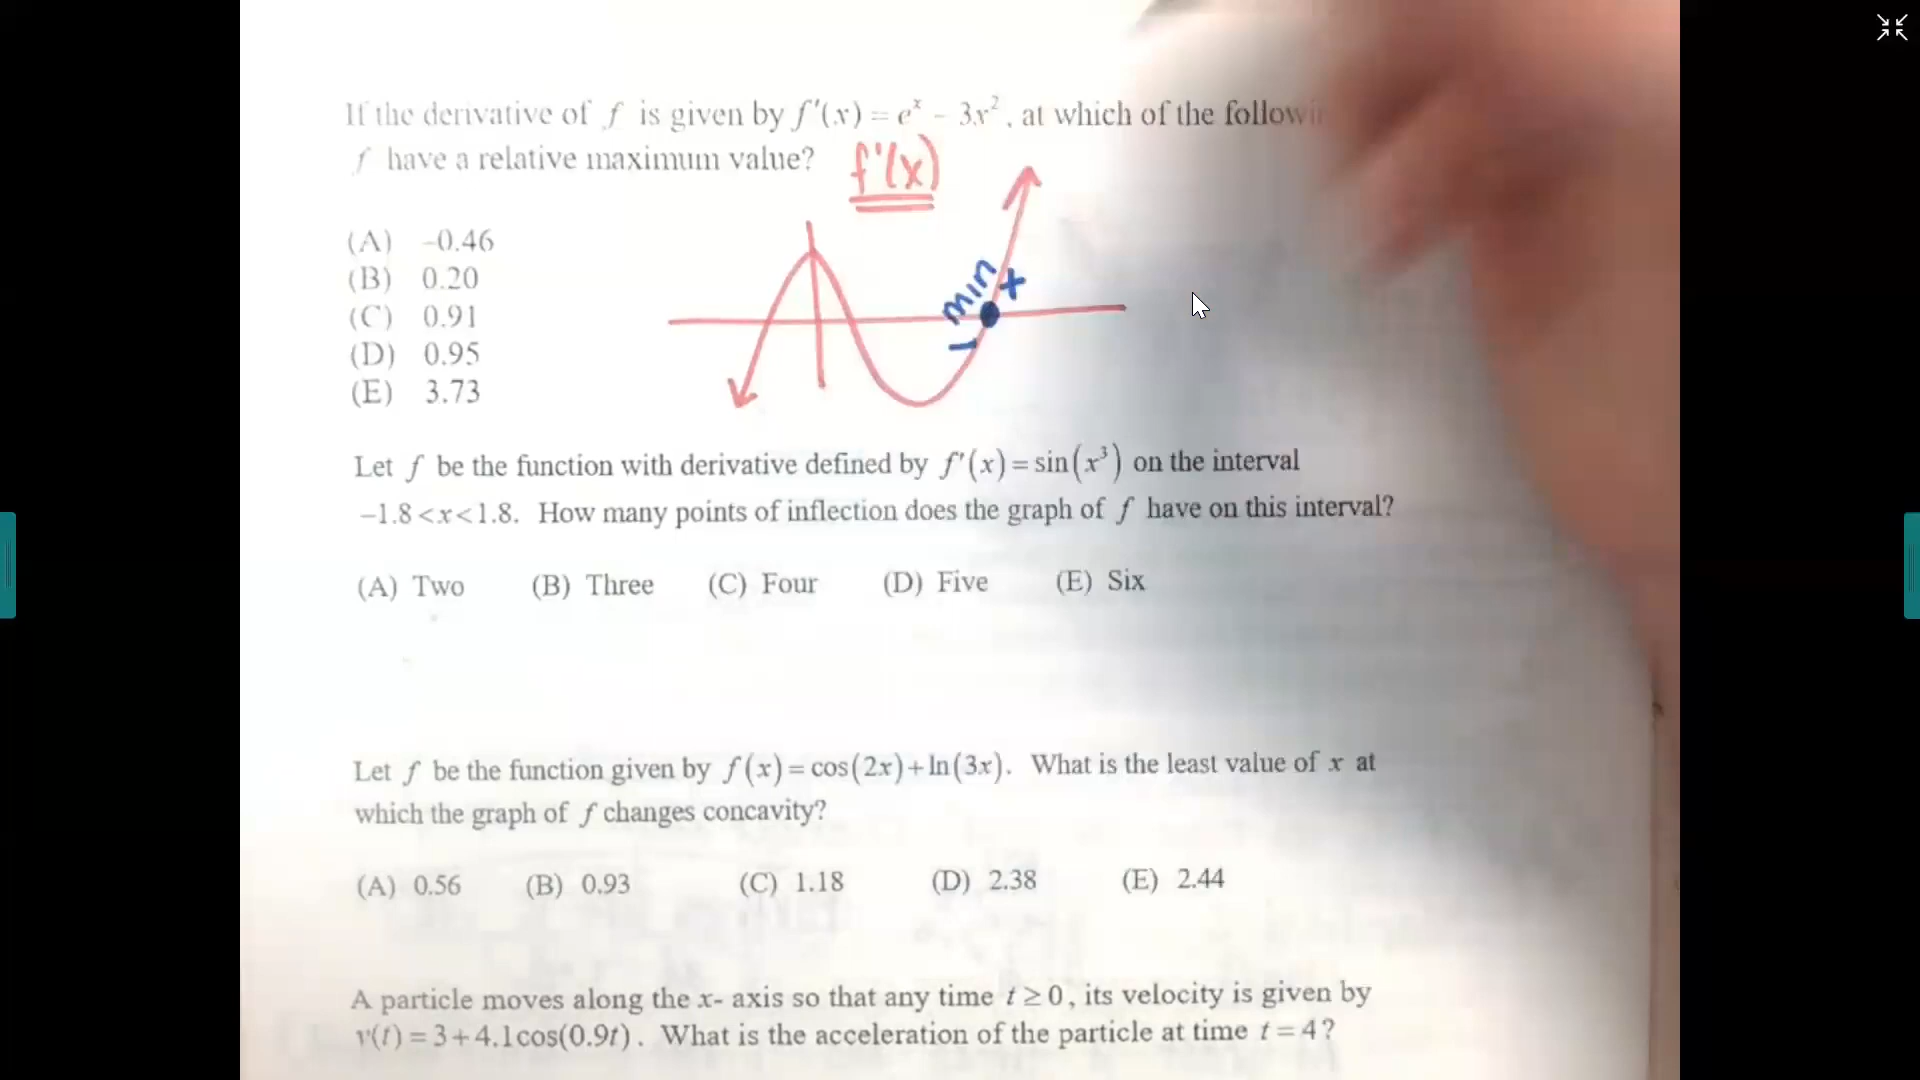 If the derivative of f is given by f'(x) = eˣ − 3x², at which of the
f have a relative maximum value?
f'(x)
(A) −0.46
(B) 0.20
(C) 0.91
(D) 0.95
(E) 3.73
min
+
−
Let f be the function with derivative defined by f'(x) = sin(x³) on the interval
−1.8 < x < 1.8. How many points of inflection does the graph of f have on this interval?
(A) Two (B) Three (C) Four (D) Five (E) Six
Let f be the function given by f(x) = cos(2x) + ln(3x). What is the least value of x at
which the graph of f changes concavity?
(A) 0.56 (B) 0.93 (C) 1.18 (D) 2.38 (E) 2.44
A particle moves along the x- axis so that any time t ≥ 0, its velocity is given by
v(t) = 3 + 4.1cos(0.9t). What is the acceleration of the particle at time t = 4?